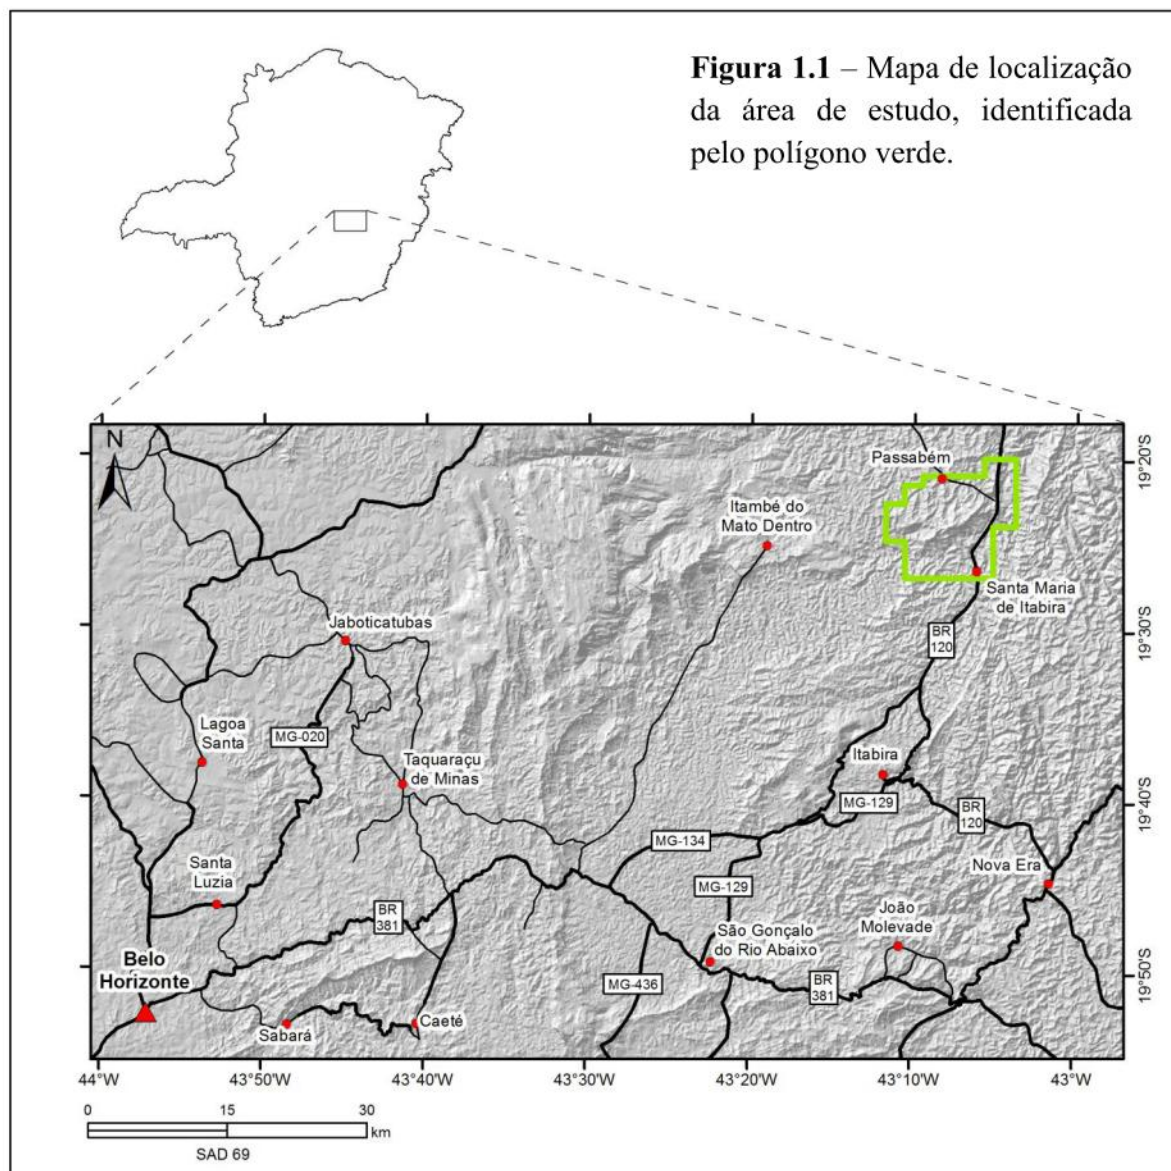 Figura 1.1 – Mapa de localização
da área de estudo, identificada
pelo polígono verde.
N
Passabém
Itambé do
Mato Dentro
Santa Maria
de Itabira
Jaboticatubas
BR
120
Lagoa
Santa
MG-020
Taquaraçu
de Minas
Itabira
MG-129
BR
120
MG-134
Santa
Luzia
MG-129
Nova Era
BR
381
João
Molevade
São Gonçalo
do Rio Abaixo
Belo
Horizonte
MG-436
BR
381
Sabará
Caeté
19°20'S
19°30'S
19°40'S
19°50'S
44°W
43°50'W
43°40'W
43°30'W
43°20'W
43°10'W
43°W
0
15
30
km
SAD 69